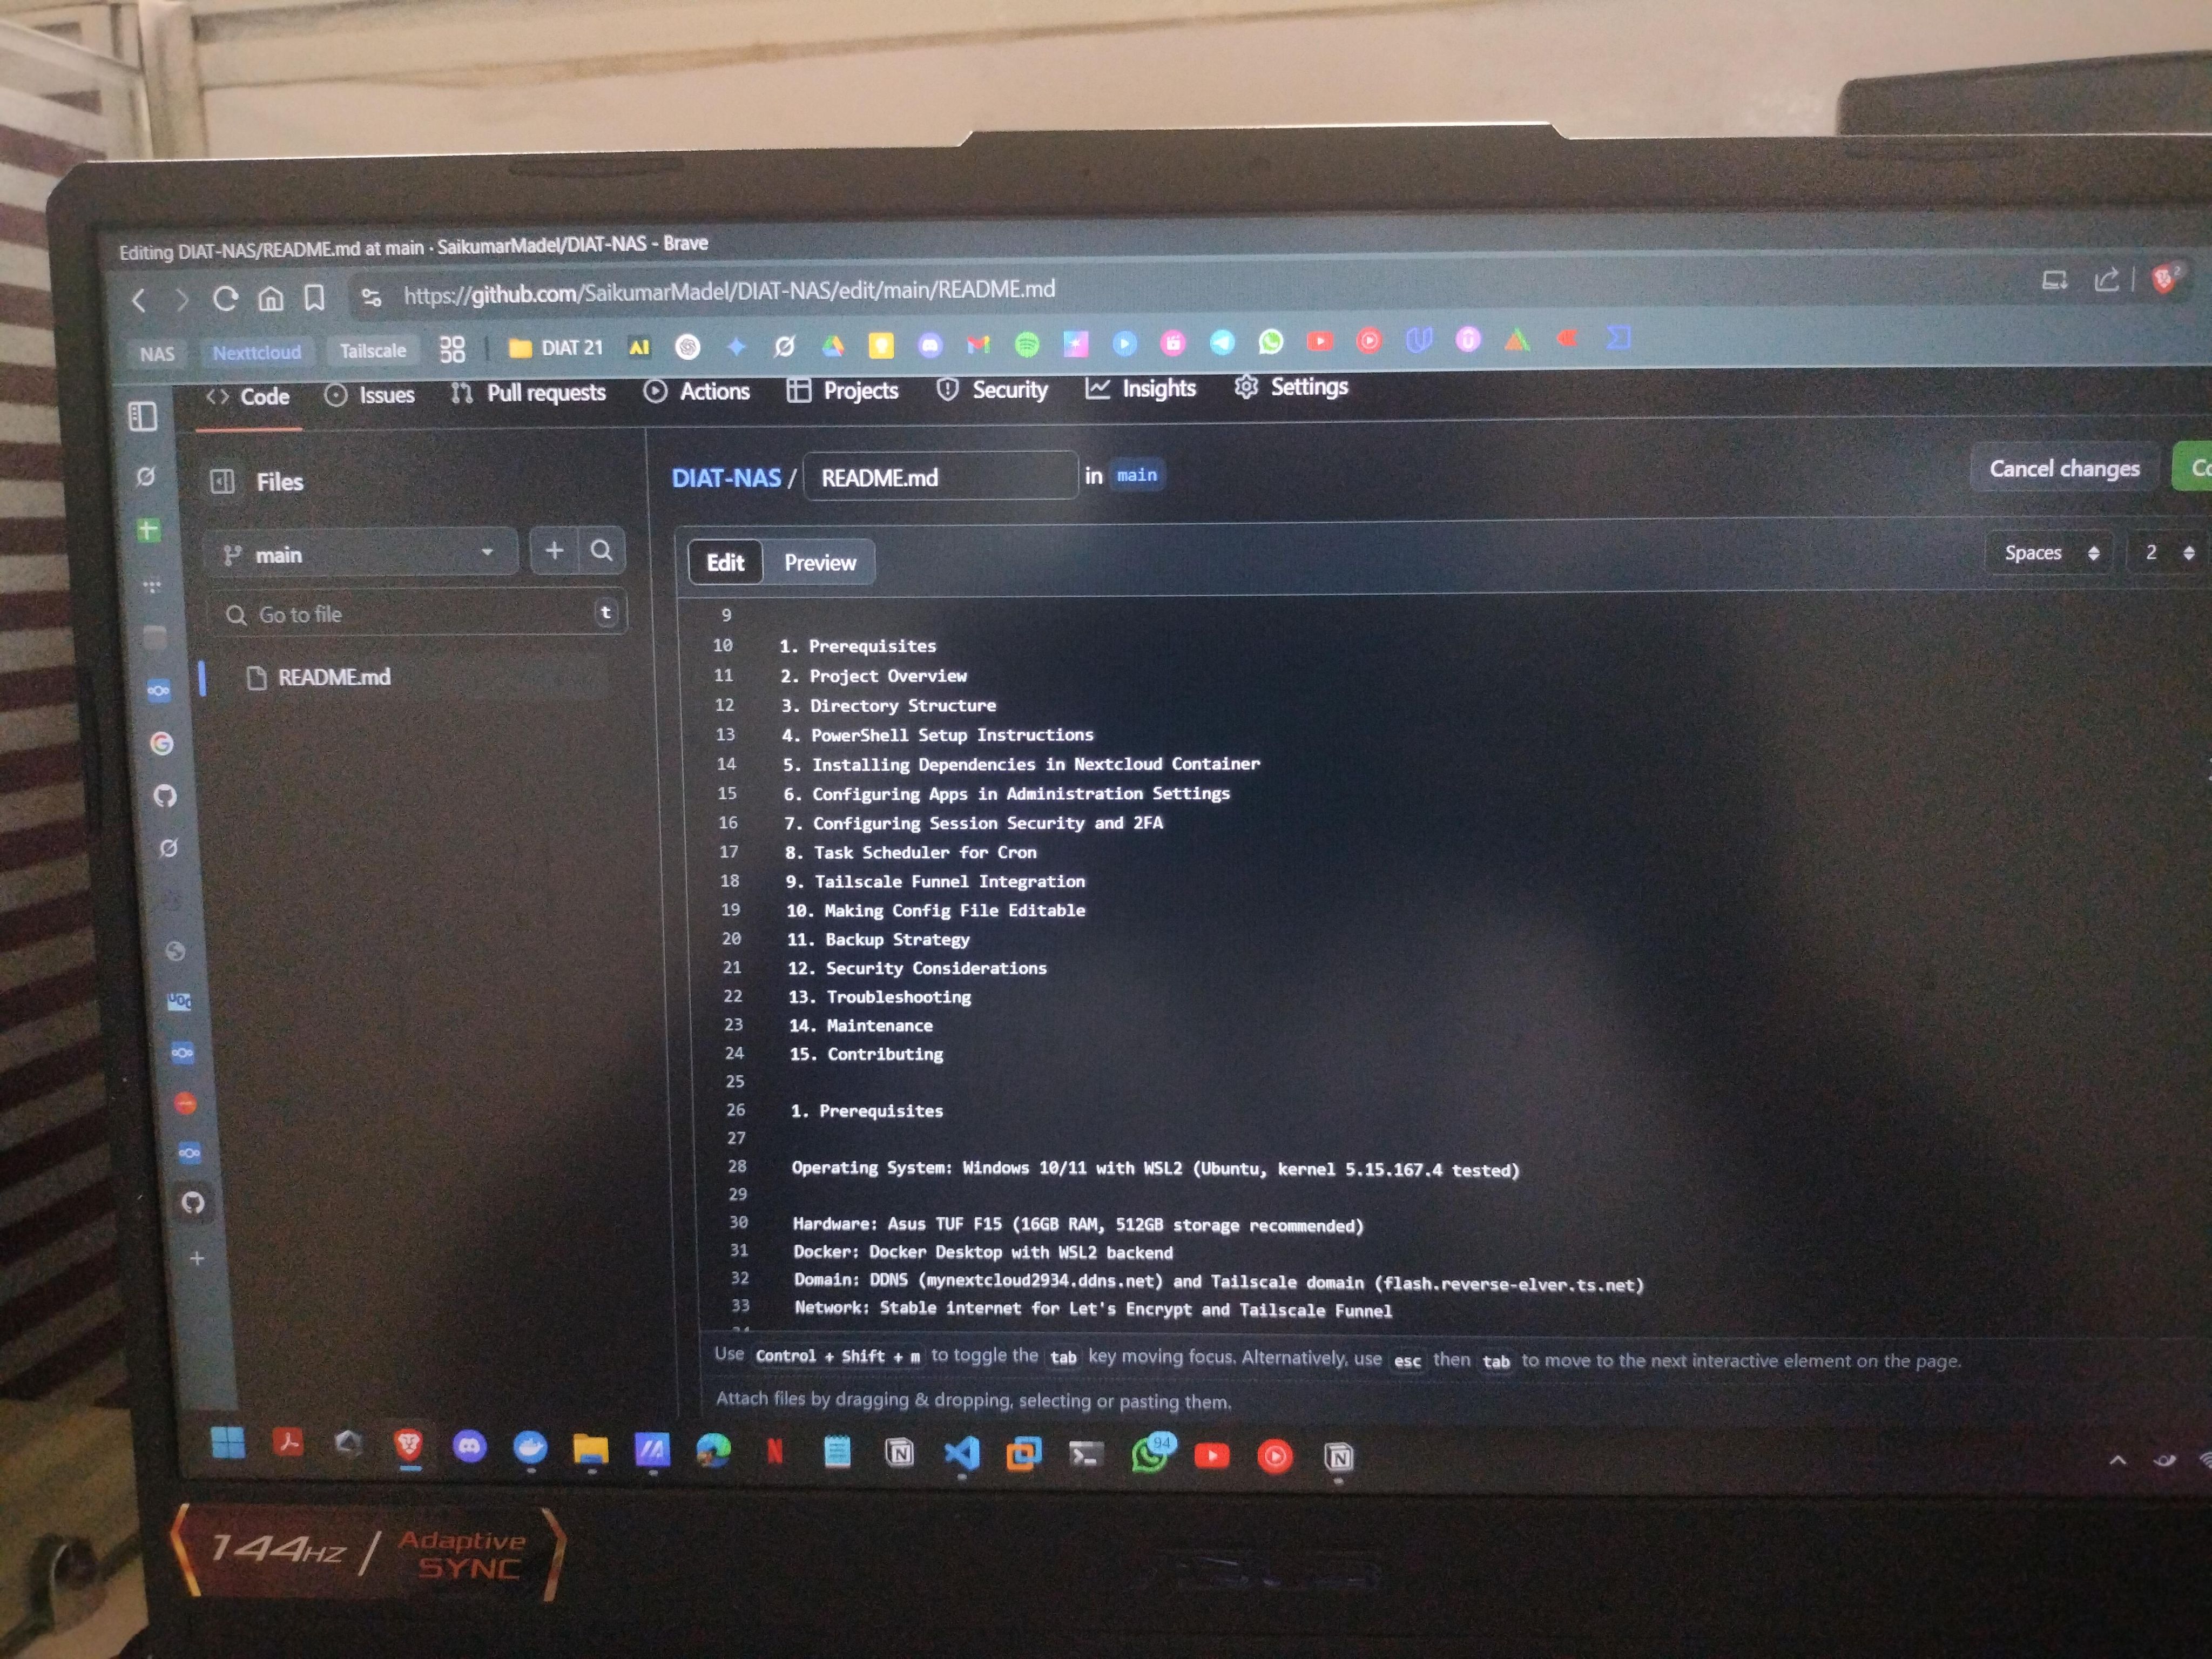 Editing DIAT-NAS/README.md at main · SaikumarMadel/DIAT-NAS - Brave
https://github.com/SaikumarMadel/DIAT-NAS/edit/main/README.md
2
NAS Nexttcloud Tailscale DIAT 21 AI
Code Issues Pull requests Actions Projects Security Insights Settings
Files
DIAT-NAS / README.md in main
Cancel changes
main
Edit Preview
Spaces 2
Go to file t
README.md
9
10 1. Prerequisites
11 2. Project Overview
12 3. Directory Structure
13 4. PowerShell Setup Instructions
14 5. Installing Dependencies in Nextcloud Container
15 6. Configuring Apps in Administration Settings
16 7. Configuring Session Security and 2FA
17 8. Task Scheduler for Cron
18 9. Tailscale Funnel Integration
19 10. Making Config File Editable
20 11. Backup Strategy
21 12. Security Considerations
22 13. Troubleshooting
23 14. Maintenance
24 15. Contributing
25
26 1. Prerequisites
27
28 Operating System: Windows 10/11 with WSL2 (Ubuntu, kernel 5.15.167.4 tested)
29
30 Hardware: Asus TUF F15 (16GB RAM, 512GB storage recommended)
31 Docker: Docker Desktop with WSL2 backend
32 Domain: DDNS (mynextcloud2934.ddns.net) and Tailscale domain (flash.reverse-elver.ts.net)
33 Network: Stable internet for Let's Encrypt and Tailscale Funnel
Use Control + Shift + m to toggle the tab key moving focus. Alternatively, use esc then tab to move to the next interactive element on the page.
Attach files by dragging & dropping, selecting or pasting them.
94
144HZ / Adaptive
SYNC